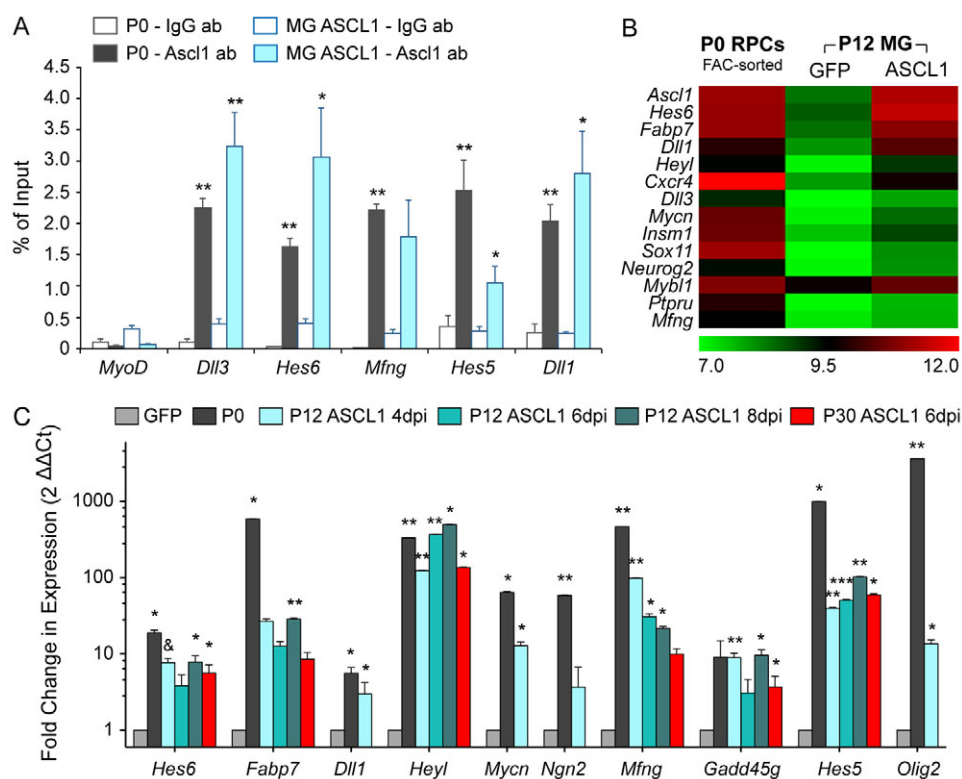 A
P0 - IgG ab
MG ASCL1 - IgG ab
P0 - Ascl1 ab
MG ASCL1 - Ascl1 ab
% of Input
4.5
4.0
3.5
3.0
2.5
2.0
1.5
1.0
0.5
0
**
**
**
*
**
**
*
**
*
MyoD
Dll3
Hes6
Mfng
Hes5
Dll1
B
P0 RPCs
P12 MG
FAC-sorted
GFP
ASCL1
Ascl1
Hes6
Fabp7
Dll1
Heyl
Cxcr4
Dll3
Mycn
Insm1
Sox11
Neurog2
Mybl1
Ptpru
Mfng
7.0
9.5
12.0
C
GFP
P0
P12 ASCL1 4dpi
P12 ASCL1 6dpi
P12 ASCL1 8dpi
P30 ASCL1 6dpi
Fold Change in Expression (2 ΔΔCt)
1000
100
10
1
*
&
*
*
*
**
*
*
**
**
**
*
*
*
*
**
**
**
*
*
**
*
*
*
**
***
**
*
**
*
Hes6
Fabp7
Dll1
Heyl
Mycn
Ngn2
Mfng
Gadd45g
Hes5
Olig2